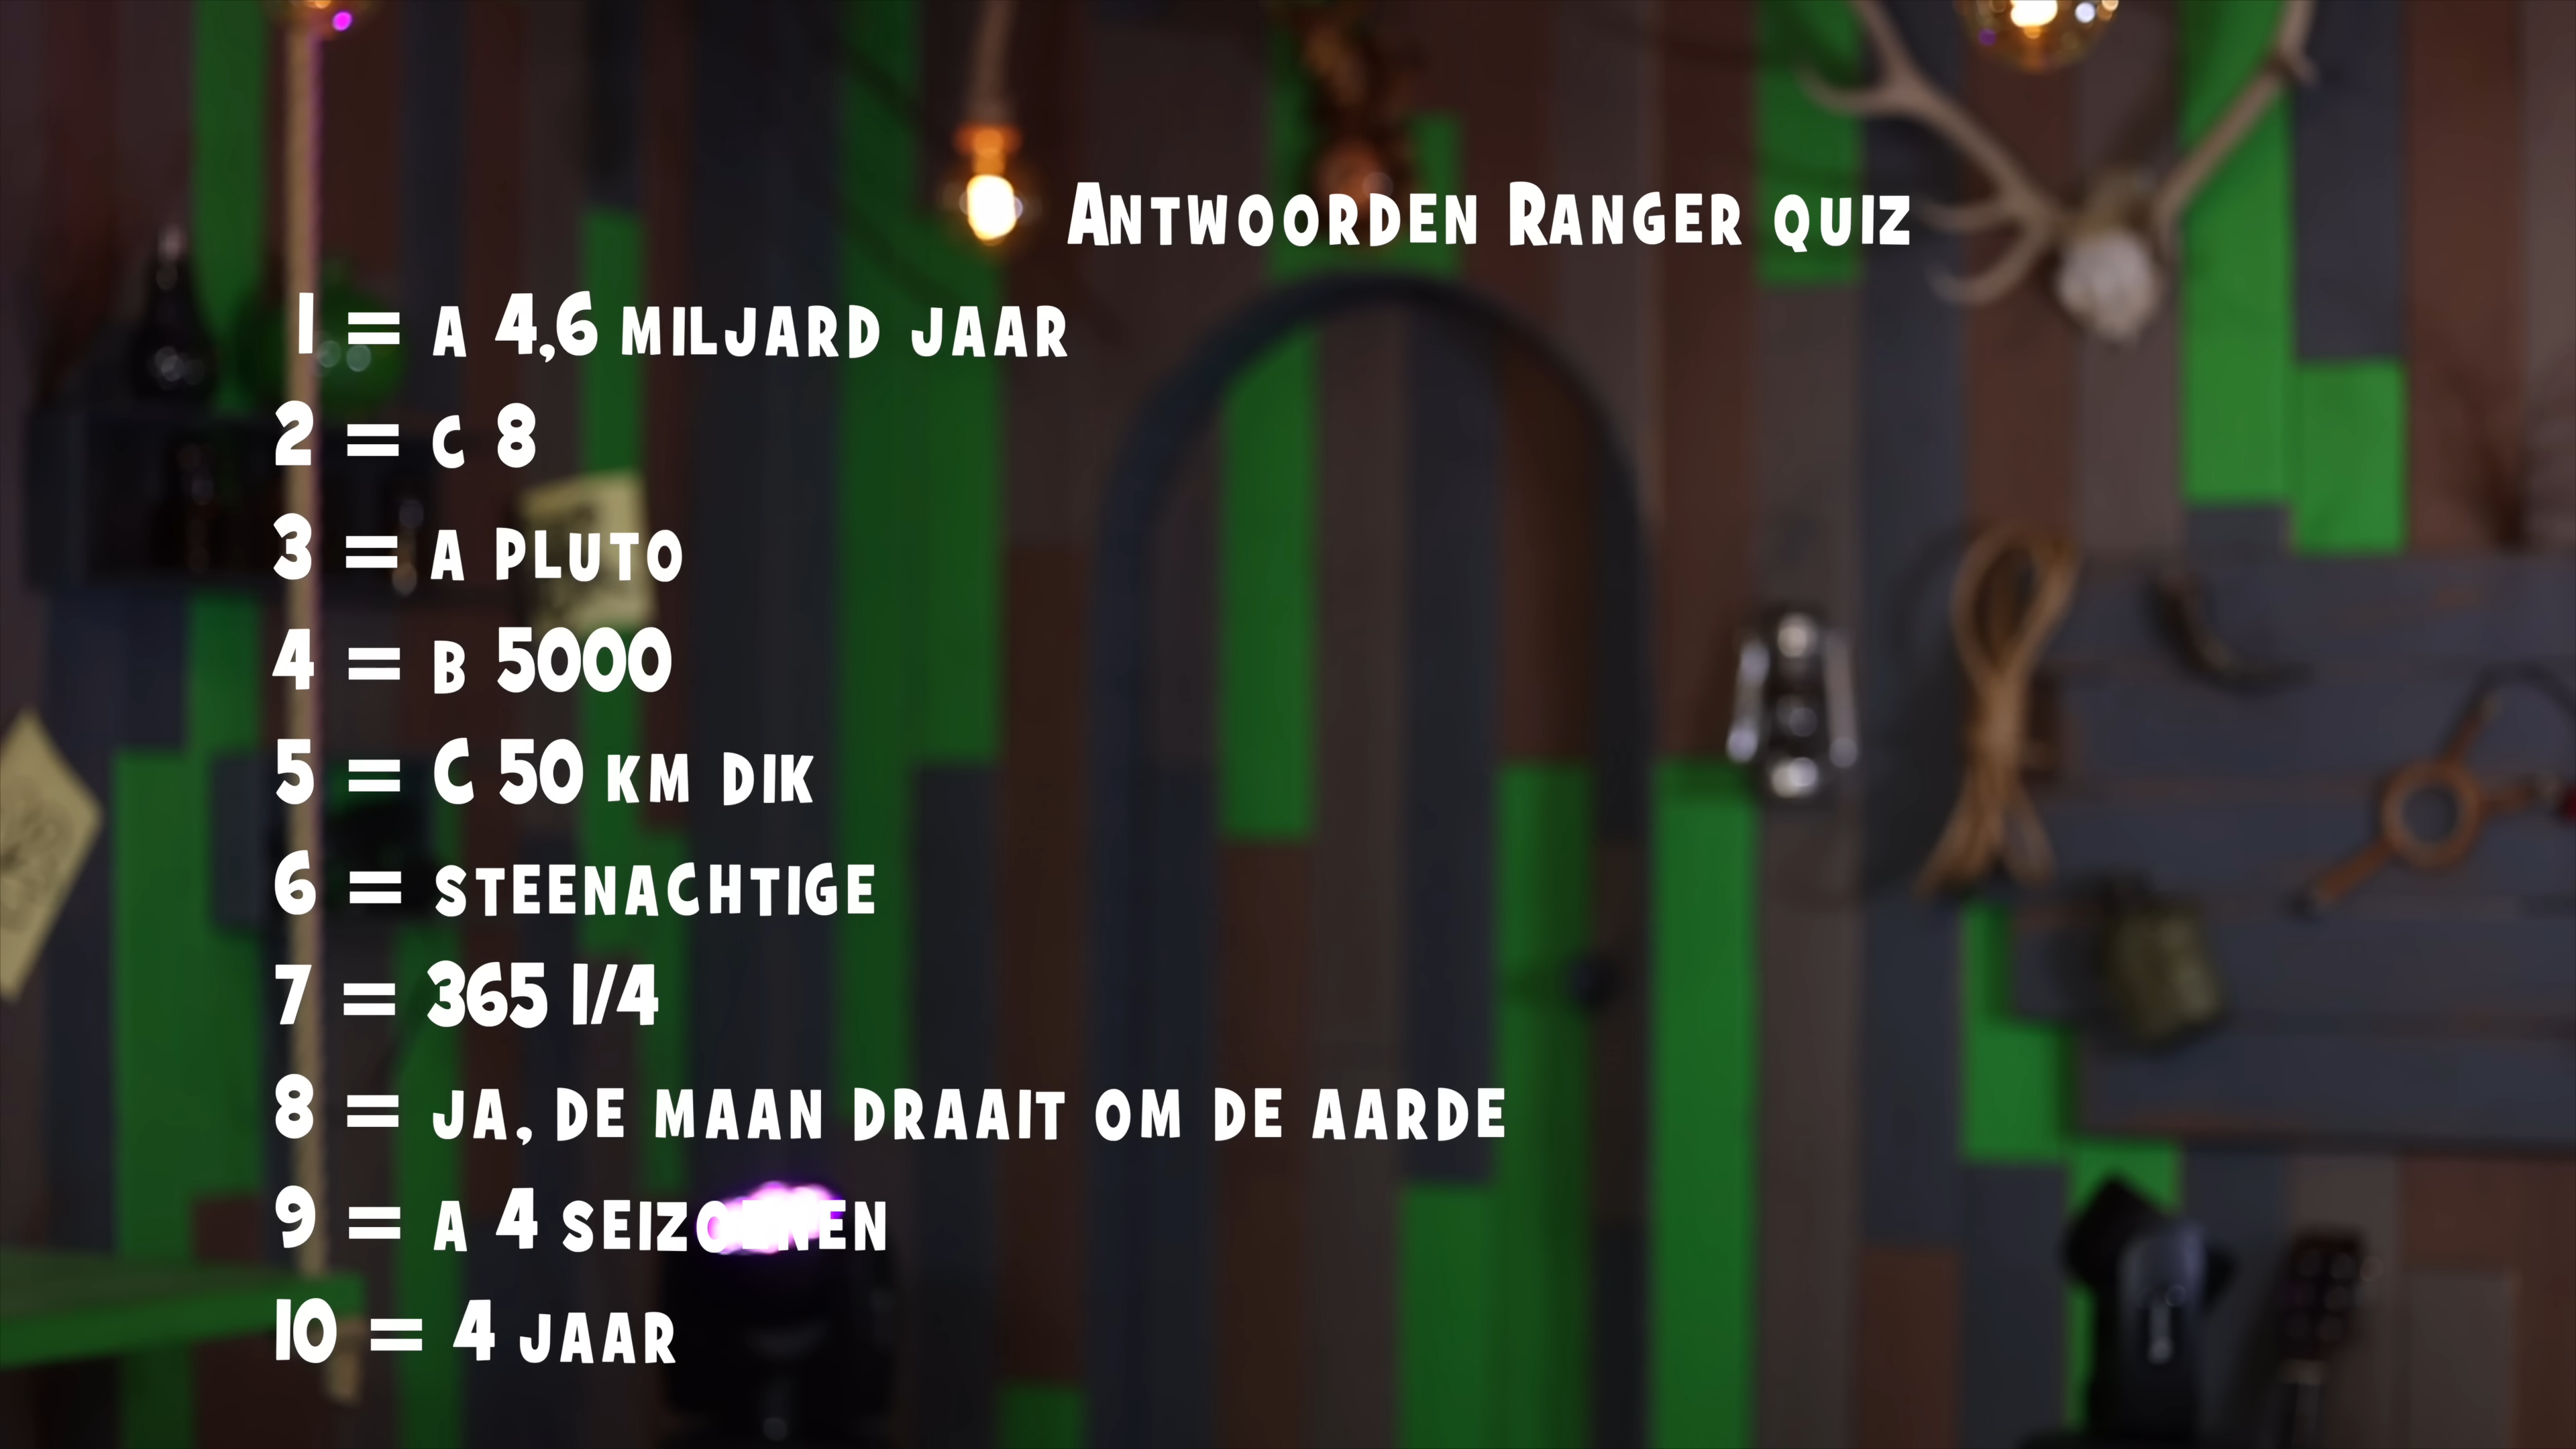 Antwoorden Ranger quiz
1 = a 4,6 miljard jaar
2 = c 8
3 = a pluto
4 = b 5000
5 = C 50 km dik
6 = steenachtige
7 = 365 1/4
8 = ja, de maan draait om de aarde
9 = a 4 seizoenen
10 = 4 jaar